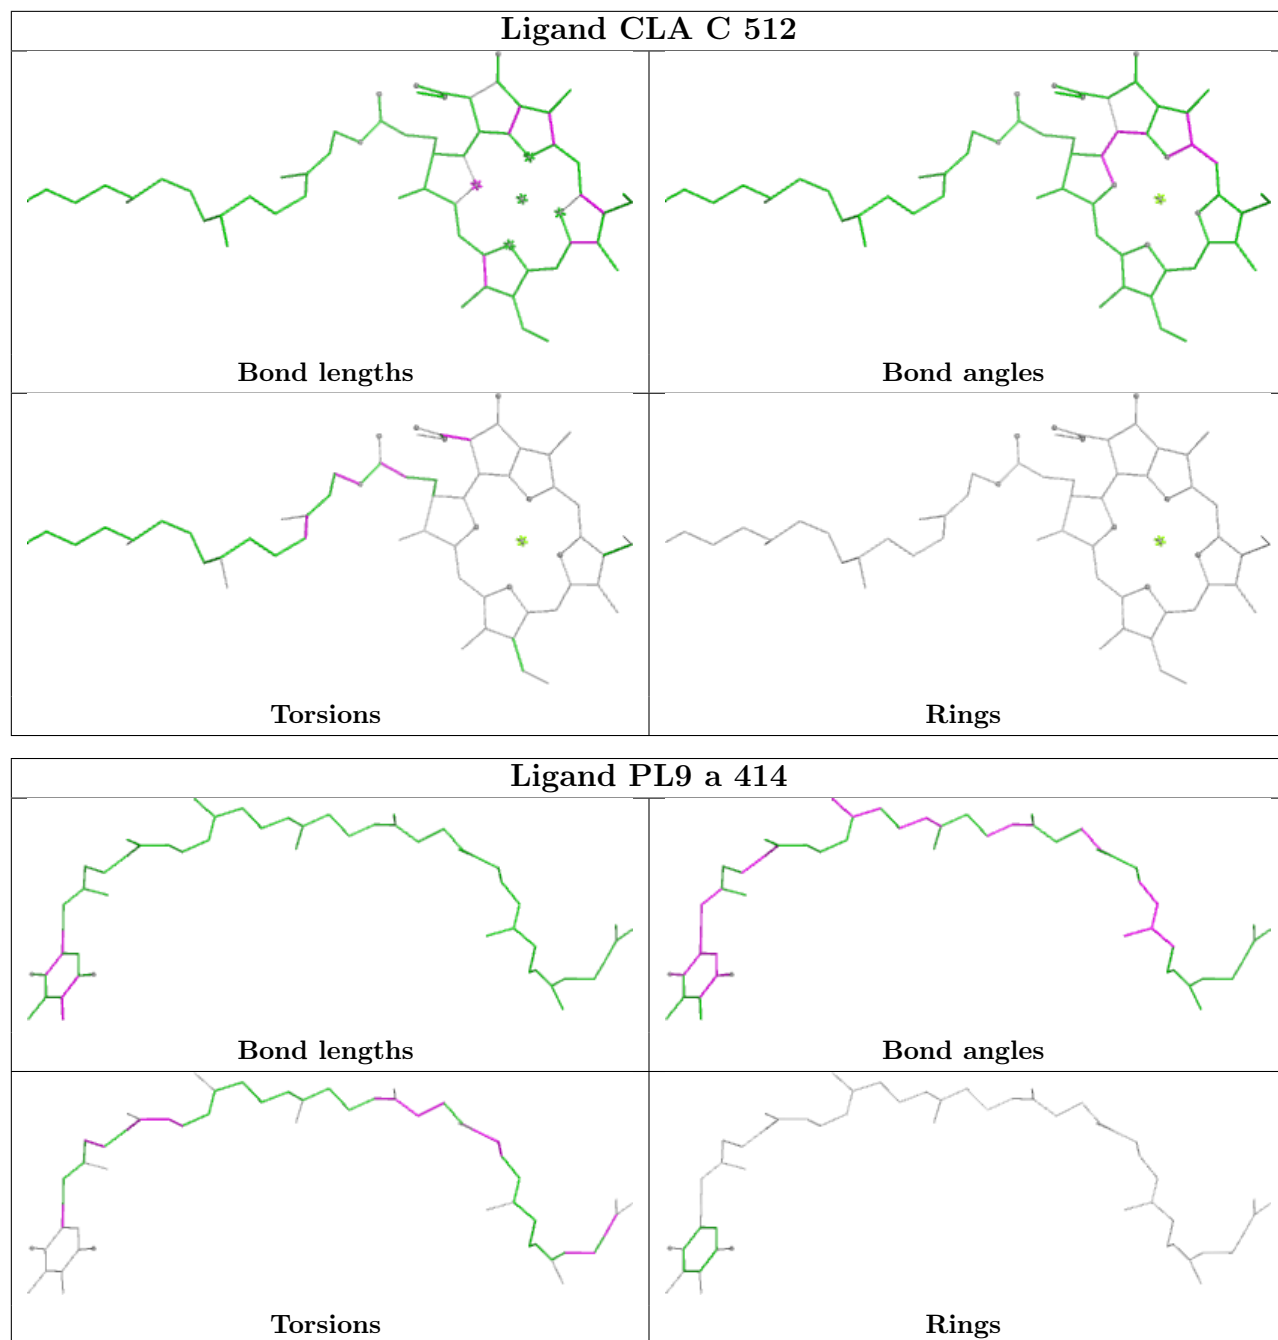 Ligand CLA C 512
Bond lengths
Bond angles
Torsions
Rings
Ligand PL9 a 414
Bond lengths
Bond angles
Torsions
Rings